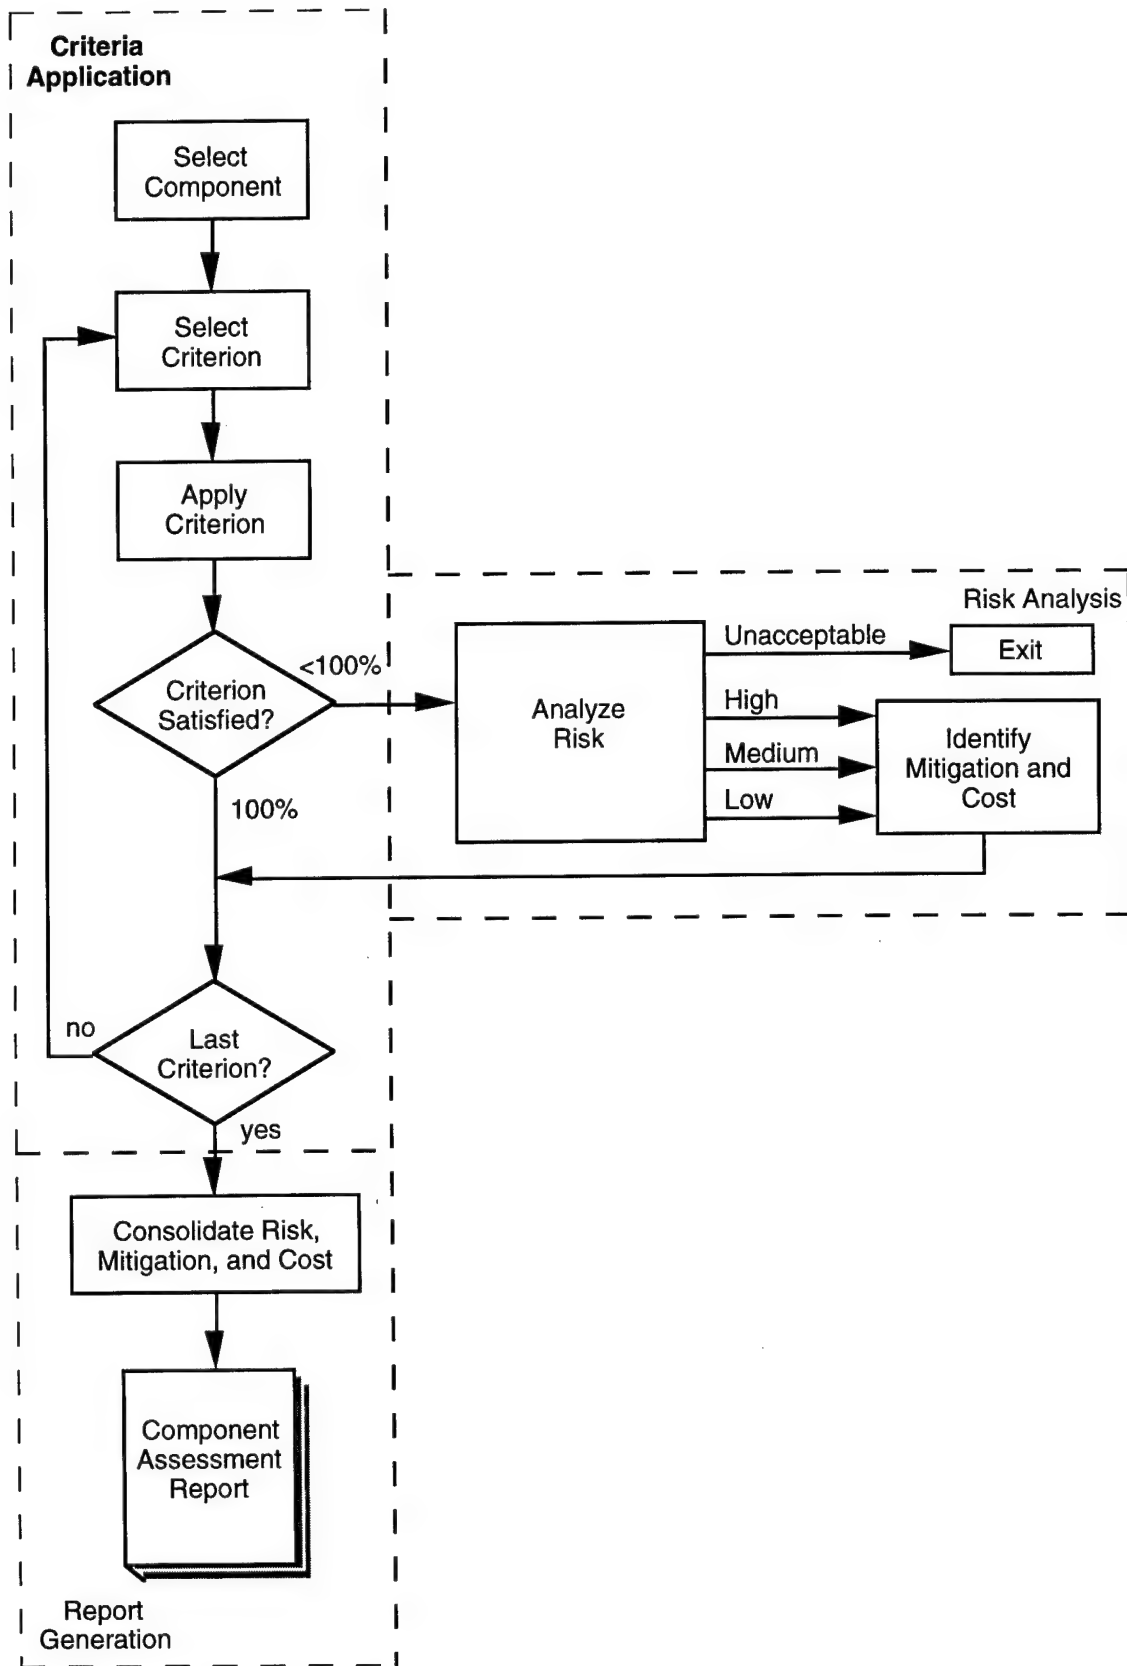 Criteria
Application
Select
Component
Select
Criterion
Apply
Criterion
Criterion
Satisfied?
<100%
100%
Risk Analysis
Analyze
Risk
Unacceptable
Exit
High
Medium
Low
Identify
Mitigation and
Cost
Last
Criterion?
no
yes
Consolidate Risk,
Mitigation, and Cost
Component
Assessment
Report
Report
Generation